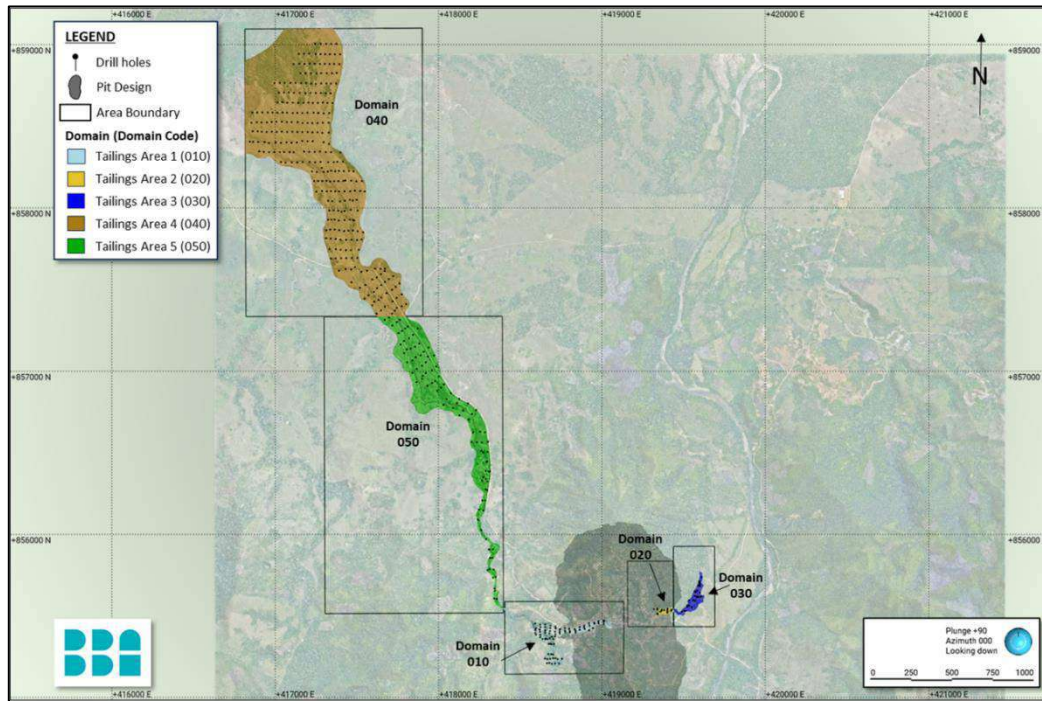 +416000 E +417000 E +418000 E +419000 E +420000 E +421000 E
LEGEND
Drill holes
Pit Design
Area Boundary
Domain (Domain Code)
Tailings Area 1 (010)
Tailings Area 2 (020)
Tailings Area 3 (030)
Tailings Area 4 (040)
Tailings Area 5 (050)
+859000 N
+859000 N
N
Domain
040
+858000 N
+858000 N
+857000 N
+857000 N
Domain
050
+856000 N
+856000 N
Domain
020
Domain
030
Domain
010
BBA
BBA
Plunge +90
Azimuth 000
Looking down
0 250 500 750 1000
+416000 E +417000 E +418000 E +419000 E +420000 E +421000 E